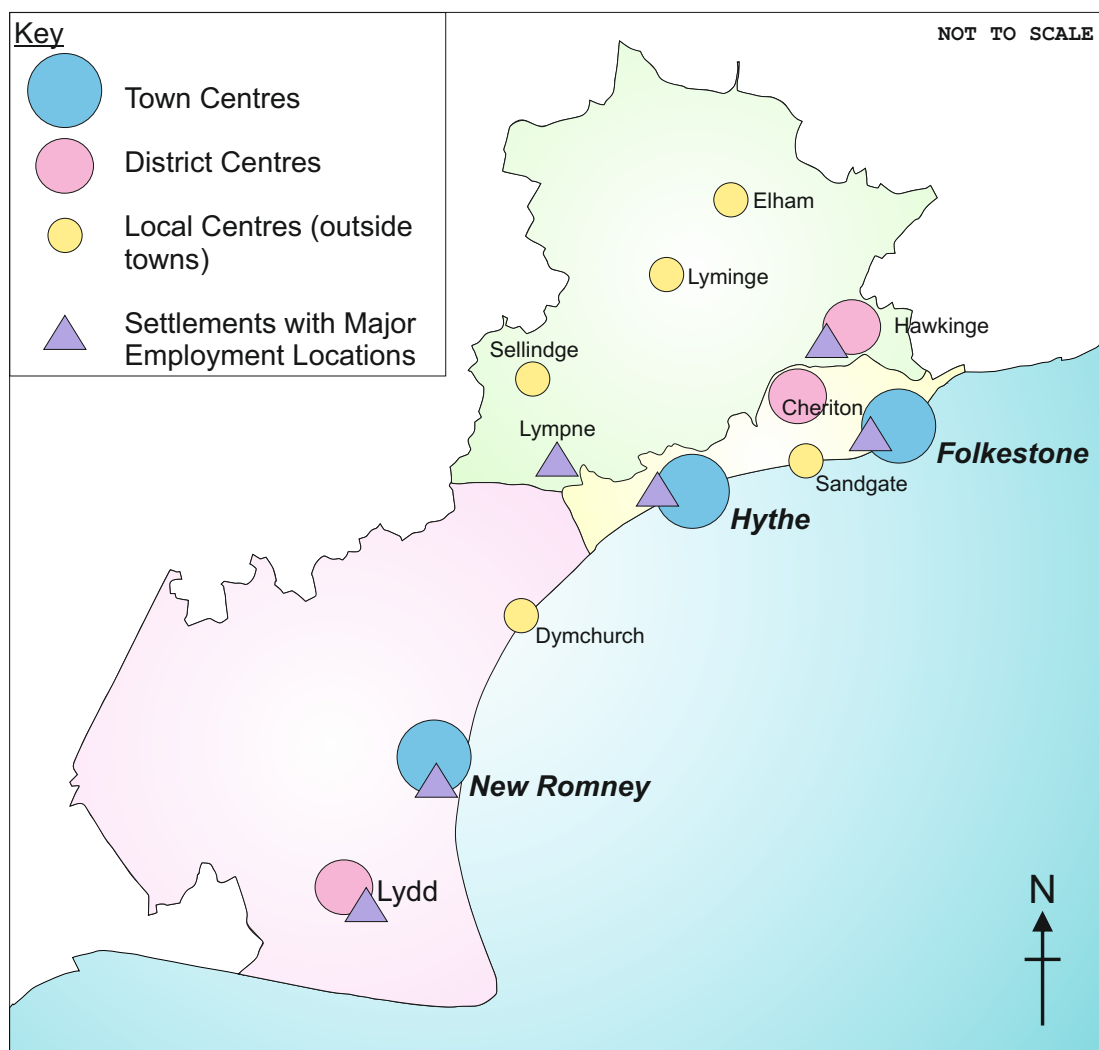 Key
NOT TO SCALE
Town Centres
District Centres
Local Centres (outside
towns)
Settlements with Major
Employment Locations
Elham
Lyminge
Hawkinge
Sellindge
Cheriton
Lympne
Folkestone
Sandgate
Hythe
Dymchurch
New Romney
Lydd
N